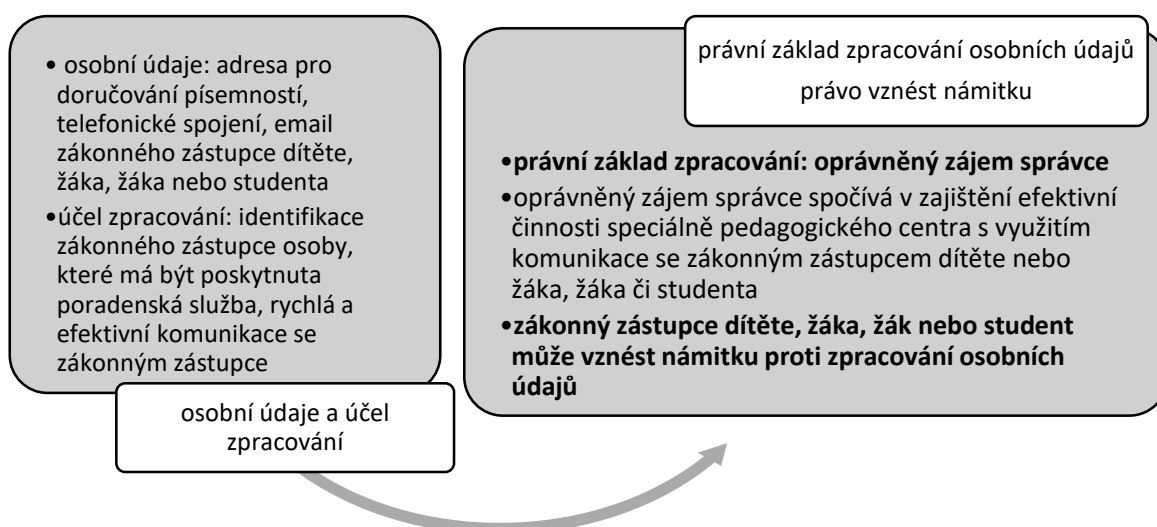 • osobní údaje: adresa pro
doručování písemností,
telefonické spojení, email
zákonného zástupce dítěte,
žáka, žáka nebo studenta
•účel zpracování: identifikace
zákonného zástupce osoby,
které má být poskytnuta
poradenská služba, rychlá a
efektivní komunikace se
zákonným zástupce
osobní údaje a účel
zpracování
právní základ zpracování osobních údajů
právo vznést námitku
•právní základ zpracování: oprávněný zájem správce
•oprávněný zájem správce spočívá v zajištění efektivní
činnosti speciálně pedagogického centra s využitím
komunikace se zákonným zástupcem dítěte nebo
žáka, žáka či studenta
•zákonný zástupce dítěte, žáka, žák nebo student
může vznést námitku proti zpracování osobních
údajů